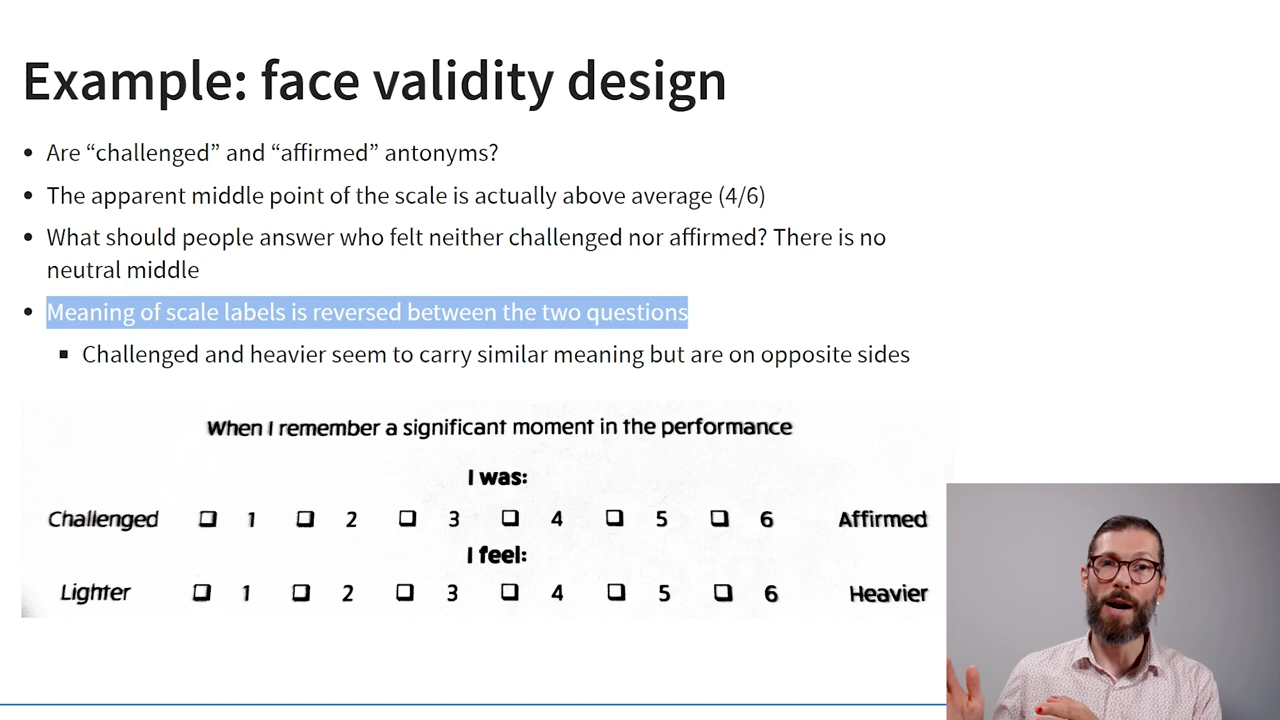 Example: face validity design
• Are “challenged” and “affirmed” antonyms?
• The apparent middle point of the scale is actually above average (4/6)
• What should people answer who felt neither challenged nor affirmed? There is no
neutral middle
• Meaning of scale labels is reversed between the two questions
▪ Challenged and heavier seem to carry similar meaning but are on opposite sides
When I remember a significant moment in the performance
I was:
Challenged ❏ 1 ❏ 2 ❏ 3 ❏ 4 ❏ 5 ❏ 6 Affirmed
I feel:
Lighter ❏ 1 ❏ 2 ❏ 3 ❏ 4 ❏ 5 ❏ 6 Heavier